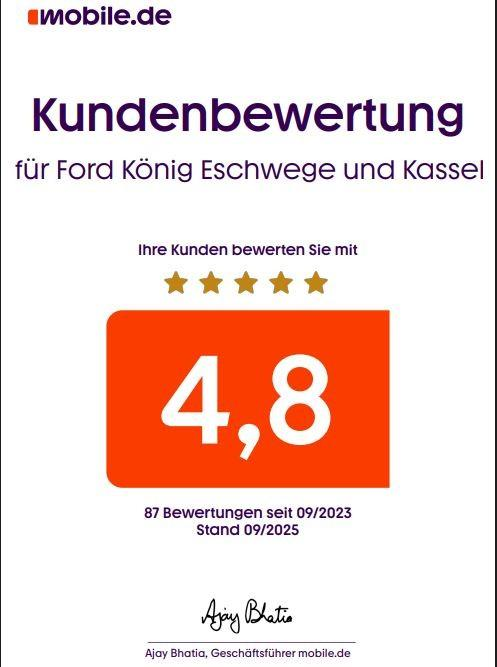 mobile.de
Kundenbewertung
für Ford König Eschwege und Kassel
Ihre Kunden bewerten Sie mit
4,8
87 Bewertungen seit 09/2023
Stand 09/2025
Ajay Bhatia
Ajay Bhatia, Geschäftsführer mobile.de